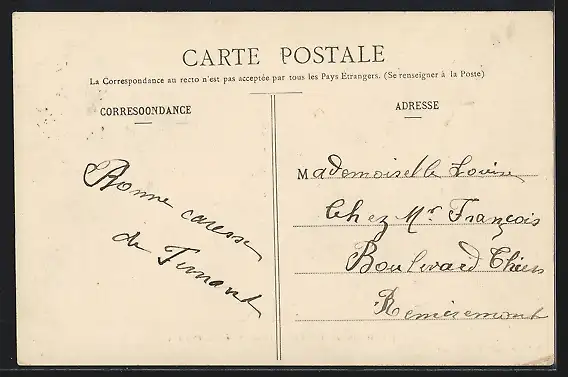 CARTE POSTALE
La Correspondance au recto n'est pas acceptée par tous les Pays Etrangers. (Se renseigner à la Poste)
CORRESOONDANCE
Bonne caresse
de Fernand
ADRESSE
Mademoiselle Louise
Chez Mr François
Boulevard Thiers
Remiremont